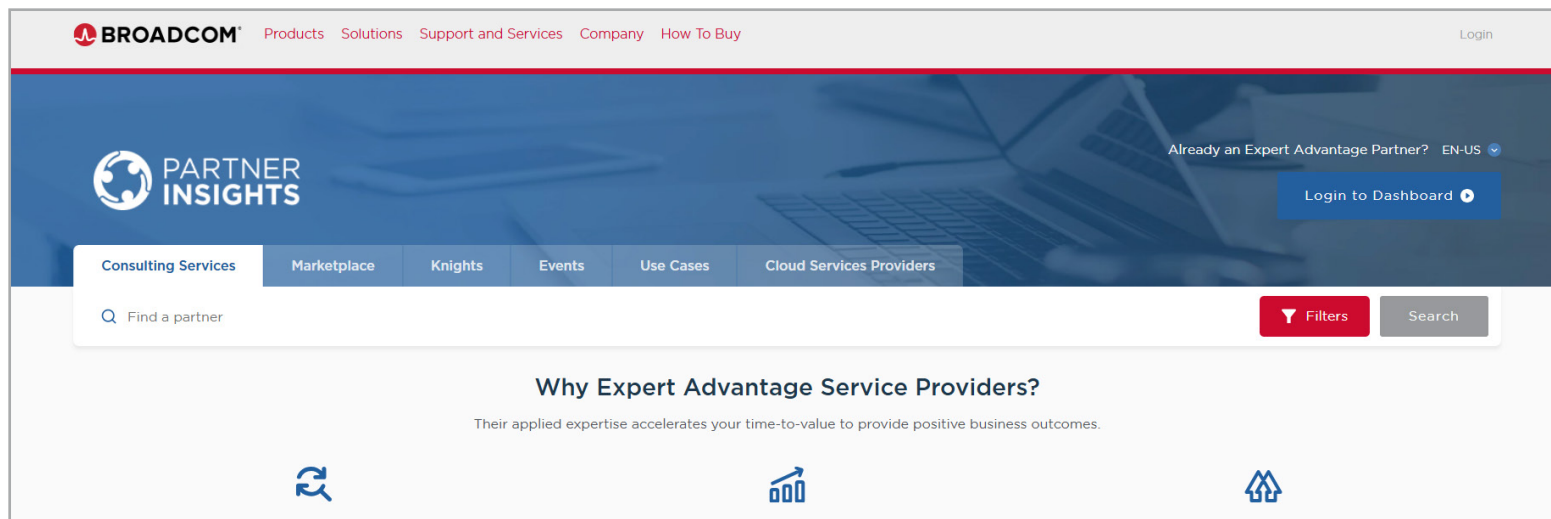 BROADCOM® Products Solutions Support and Services Company How To Buy Login
Already an Expert Advantage Partner? EN-US
PARTNER
INSIGHTS
Login to Dashboard
Consulting Services Marketplace Knights Events Use Cases Cloud Services Providers
Find a partner Filters Search
Why Expert Advantage Service Providers?
Their applied expertise accelerates your time-to-value to provide positive business outcomes.